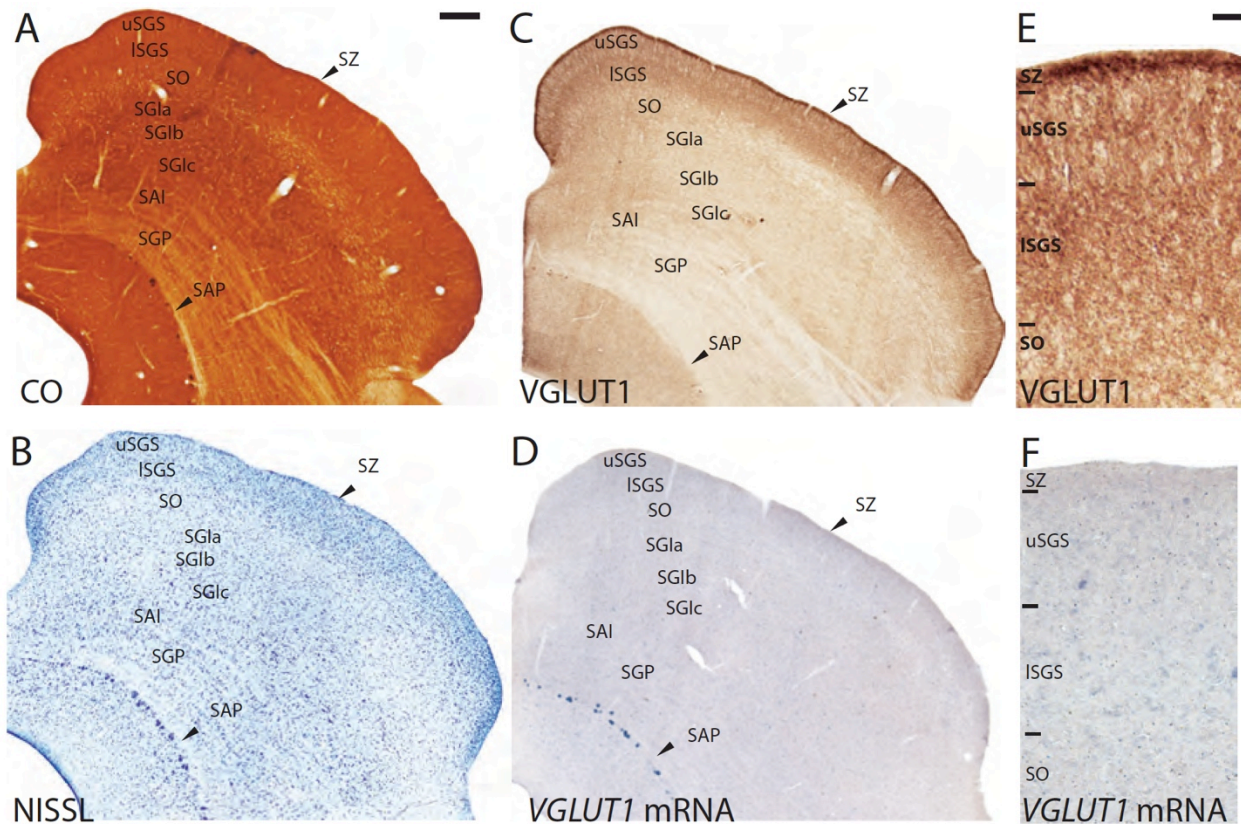 A
uSGS
lSGS
SO
SZ
SGIa
SGIb
SGIc
SAI
SGP
SAP
CO
C
uSGS
lSGS
SO
SZ
SGIa
SGIb
SGIc
SAI
SGP
SAP
VGLUT1
E
SZ
uSGS
lSGS
SO
VGLUT1
B
uSGS
lSGS
SZ
SO
SGIa
SGIb
SGIc
SAI
SGP
SAP
NISSL
D
uSGS
lSGS
SO
SZ
SGIa
SGIb
SGIc
SAI
SGP
SAP
VGLUT1 mRNA
F
SZ
uSGS
lSGS
SO
VGLUT1 mRNA